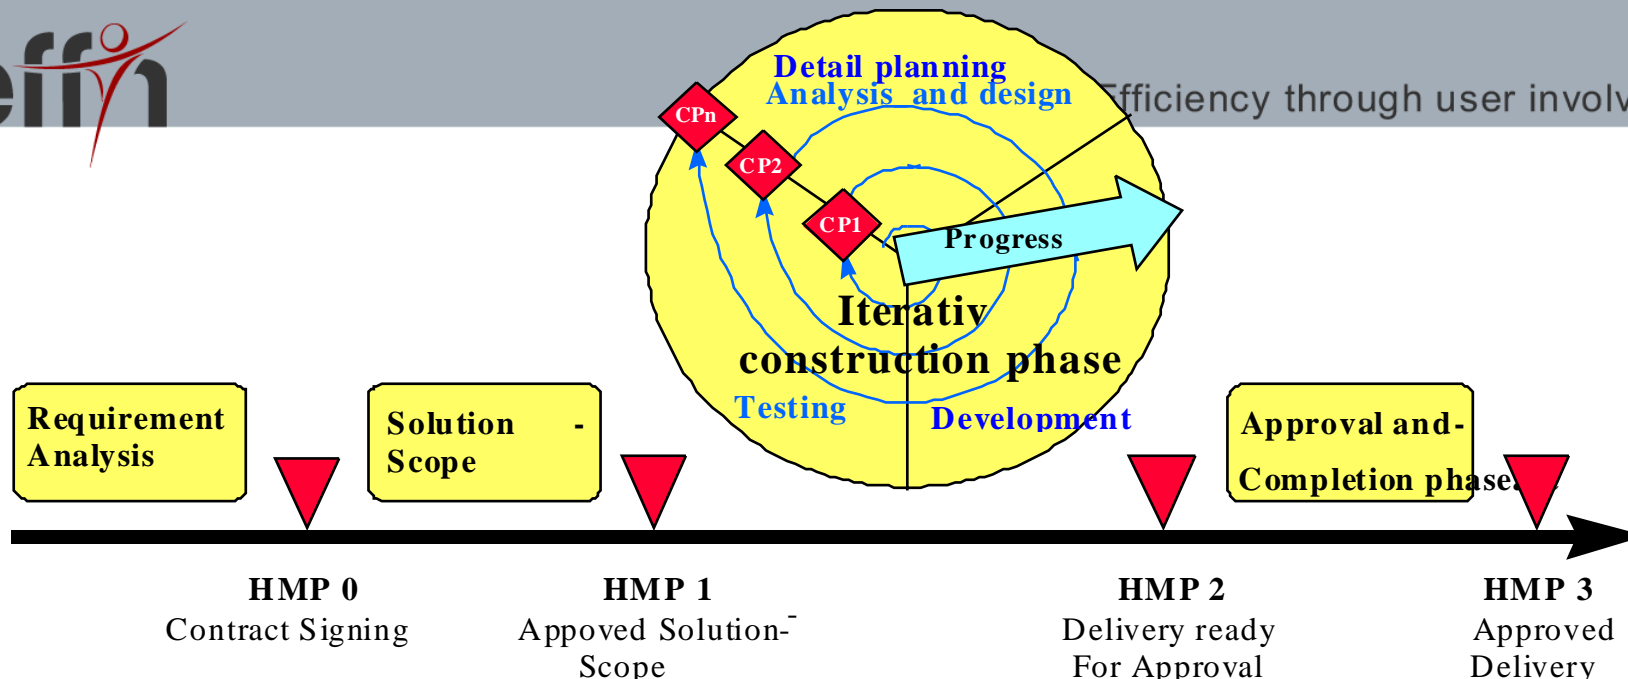 effin
Efficiency through user involv
Detail planning
Analysis and design
CPn
CP2
CP1
Progress
Iterativ
construction phase
Testing
Development
Requirement
Analysis
Solution -
Scope
Approval and-
Completion phase.
HMP 0
Contract Signing
HMP 1
Appoved Solution-
Scope
HMP 2
Delivery ready
For Approval
HMP 3
Approved
Delivery